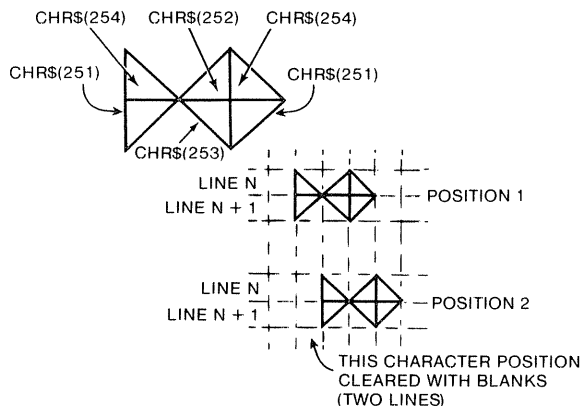 CHR$(254) CHR$(252) CHR$(254)
CHR$(251) CHR$(251)
CHR$(253)
LINE N
LINE N + 1
POSITION 1
LINE N
LINE N + 1
POSITION 2
THIS CHARACTER POSITION
CLEARED WITH BLANKS
(TWO LINES)